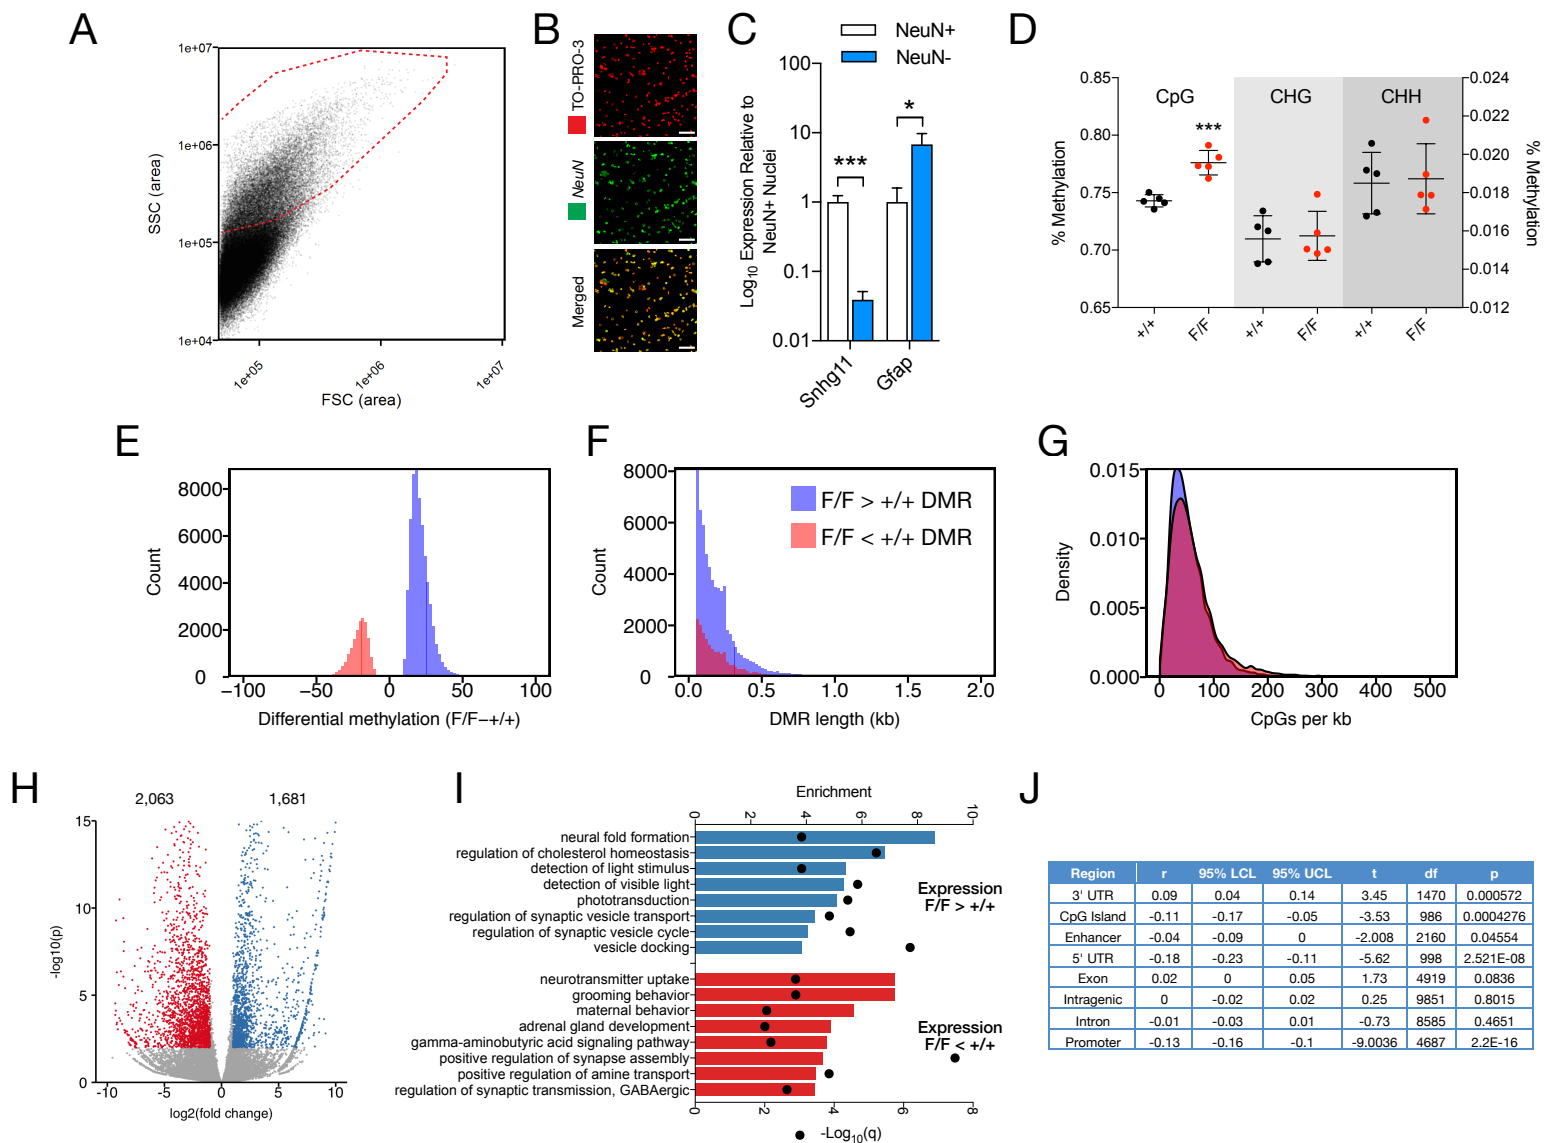 A
1e+07
1e+06
1e+05
1e+04
SSC (area)
1e+05
1e+06
1e+07
FSC (area)
B
TO-PRO-3
NeuN
Merged
C
NeuN+
NeuN-
Log10 Expression Relative to
NeuN+ Nuclei
100
10
1
0.1
0.01
***
*
Snhg11
Gfap
D
% Methylation
0.85
0.80
0.75
0.70
0.65
CpG
CHG
CHH
***
0.024
0.022
0.020
0.018
0.016
0.014
0.012
% Methylation
+/+
F/F
+/+
F/F
+/+
F/F
E
Count
8000
6000
4000
2000
0
−100
−50
0
50
100
Differential methylation (F/F−+/+)
F
Count
8000
6000
4000
2000
0
F/F > +/+ DMR
F/F < +/+ DMR
0.0
0.5
1.0
1.5
2.0
DMR length (kb)
G
Density
0.015
0.010
0.005
0.000
0
100
200
300
400
500
CpGs per kb
H
2,063
1,681
-log10(p)
15
10
5
0
-10
-5
0
5
10
log2(fold change)
I
Enrichment
0 2 4 6 8 10
neural fold formation
regulation of cholesterol homeostasis
detection of light stimulus
detection of visible light
phototransduction
regulation of synaptic vesicle transport
regulation of synaptic vesicle cycle
vesicle docking
Expression
F/F > +/+
neurotransmitter uptake
grooming behavior
maternal behavior
adrenal gland development
gamma-aminobutyric acid signaling pathway
positive regulation of synapse assembly
positive regulation of amine transport
regulation of synaptic transmission, GABAergic
Expression
F/F < +/+
0 2 4 6 8
-Log10(q)
J
Region r 95% LCL 95% UCL t df p
3' UTR 0.09 0.04 0.14 3.45 1470 0.000572
CpG Island -0.11 -0.17 -0.05 -3.53 986 0.0004276
Enhancer -0.04 -0.09 0 -2.008 2160 0.04554
5' UTR -0.18 -0.23 -0.11 -5.62 998 2.521E-08
Exon 0.02 0 0.05 1.73 4919 0.0836
Intragenic 0 -0.02 0.02 0.25 9851 0.8015
Intron -0.01 -0.03 0.01 -0.73 8585 0.4651
Promoter -0.13 -0.16 -0.1 -9.0036 4687 2.2E-16